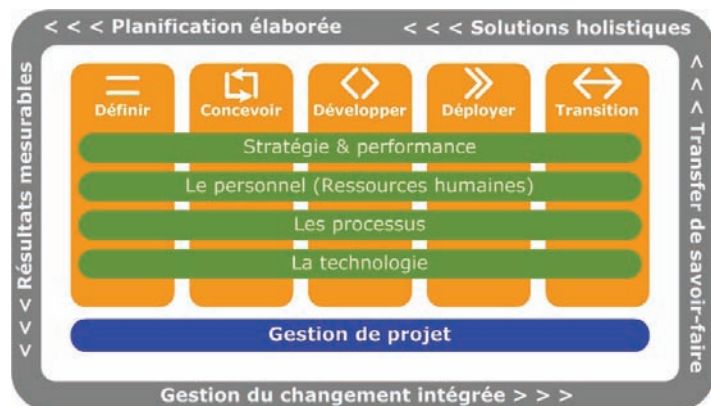 < < < Planification élaborée
< < < Solutions holistiques
< < < Résultats mesurables
< < < Transfer de savoir-faire
Définir
Concevoir
Développer
Déployer
Transition
Stratégie & performance
Le personnel (Ressources humaines)
Les processus
La technologie
Gestion de projet
Gestion du changement intégrée > > >